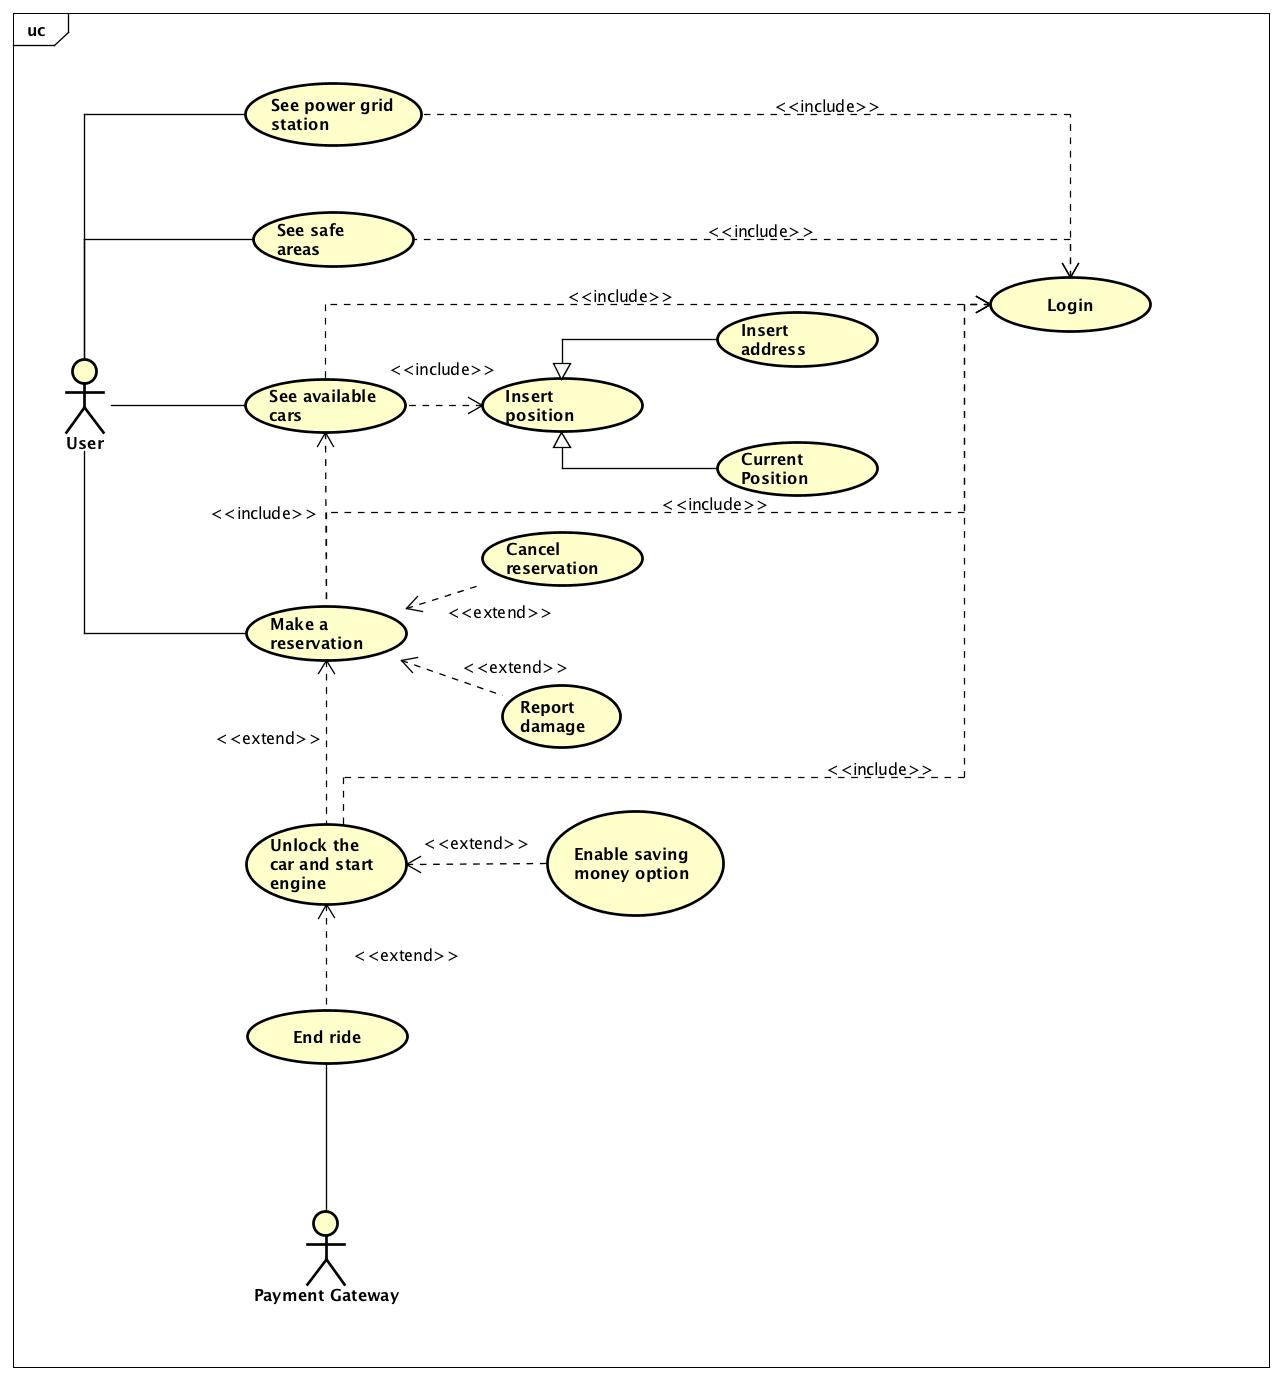 uc
See power grid
station
<<include>>
See safe
areas
<<include>>
<<include>>
Login
Insert
address
<<include>>
See available
cars
Insert
position
User
Current
Position
<<include>>
<<include>>
Cancel
reservation
<<extend>>
Make a
reservation
<<extend>>
Report
damage
<<extend>>
<<include>>
Unlock the
car and start
engine
<<extend>>
Enable saving
money option
<<extend>>
End ride
Payment Gateway